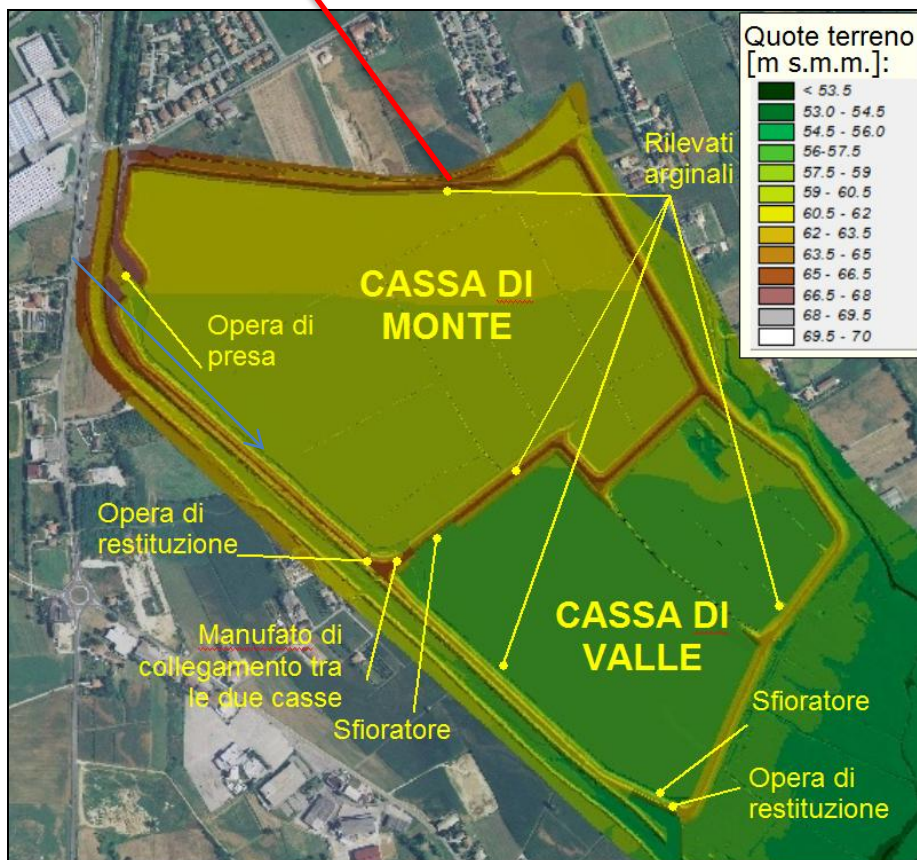 Quote terreno
[m s.m.m.]:
< 53.5
53.0 - 54.5
54.5 - 56.0
56-57.5
57.5 - 59
59 - 60.5
60.5 - 62
62 - 63.5
63.5 - 65
65 - 66.5
66.5 - 68
68 - 69.5
69.5 - 70
Rilevati
arginali
CASSA DI
MONTE
Opera di
presa
Opera di
restituzione
Manufato di
collegamento tra
le due casse
Sfioratore
CASSA DI
VALLE
Sfioratore
Opera di
restituzione